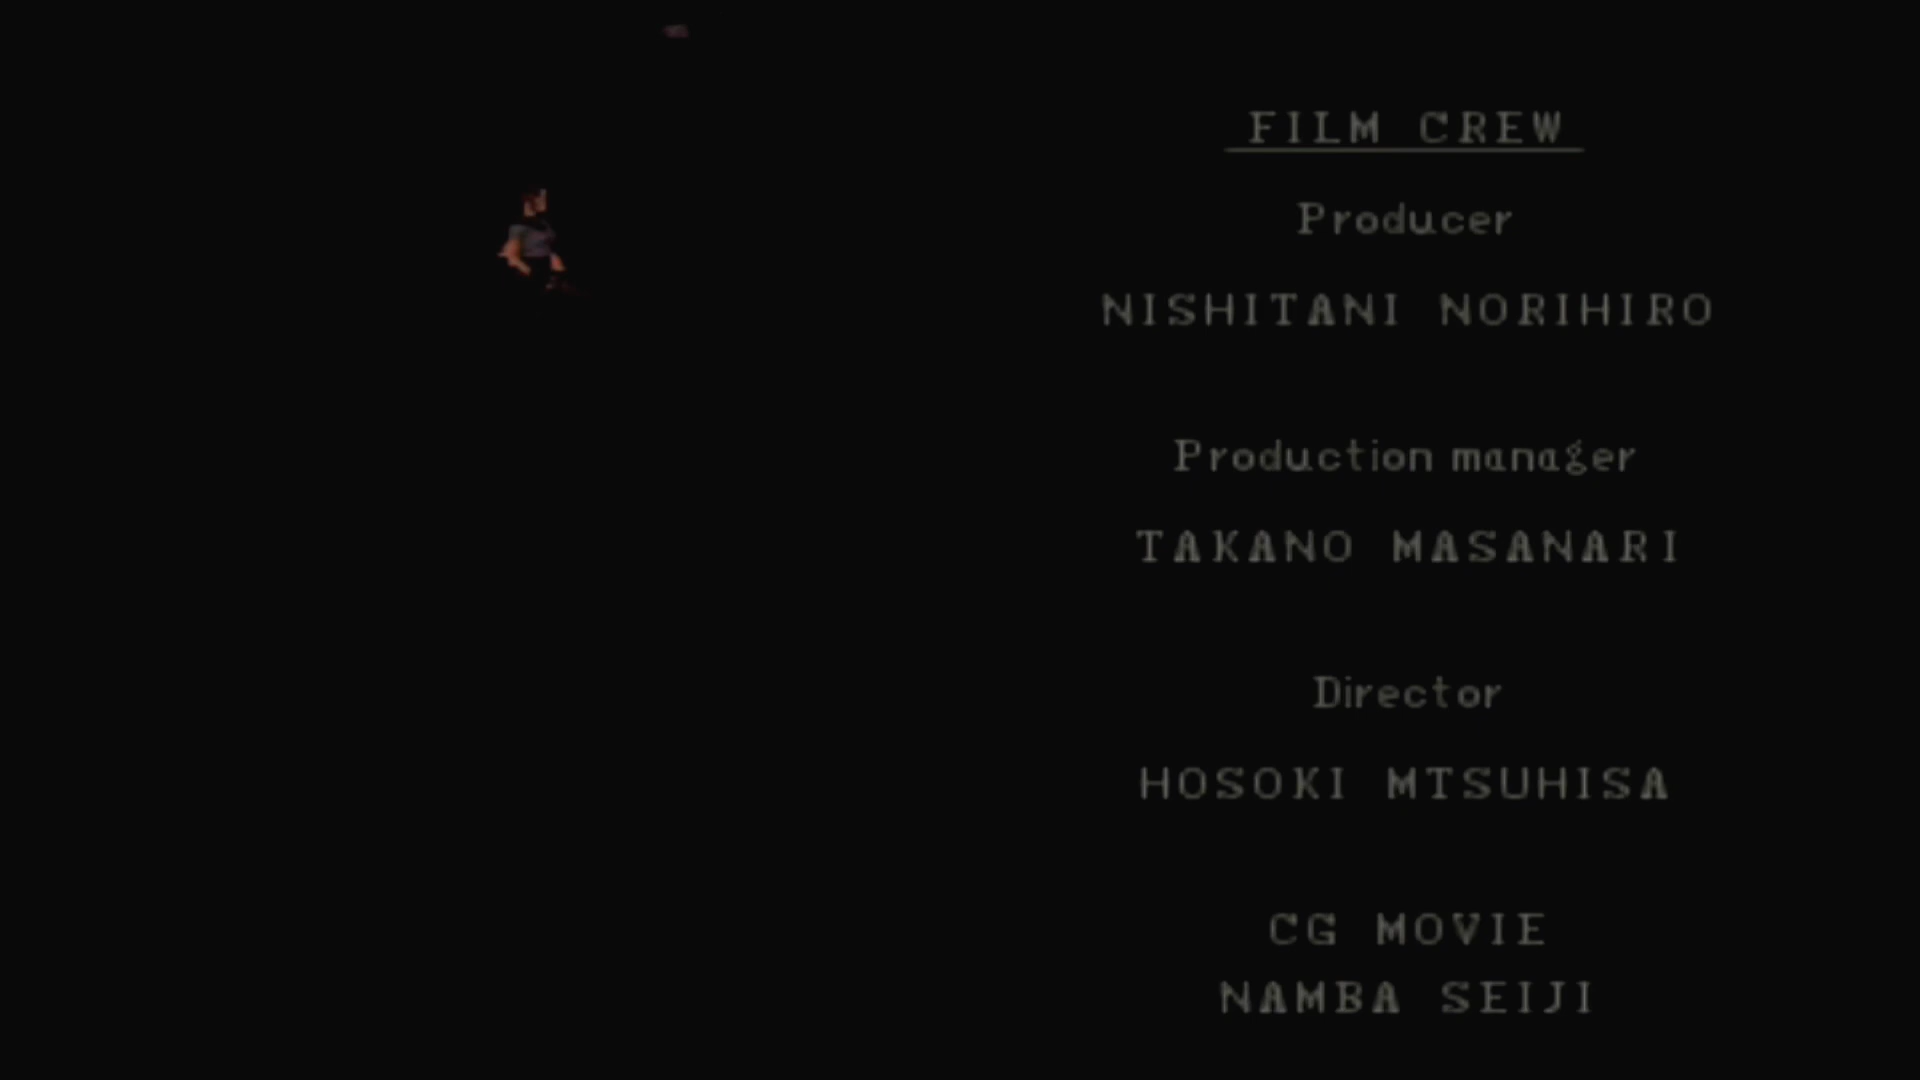 FILM CREW
Producer
NISHITANI NORIHIRO
Production manager
TAKANO MASANARI
Director
HOSOKI MTSUHISA
CG MOVIE
NAMBA SEIJI